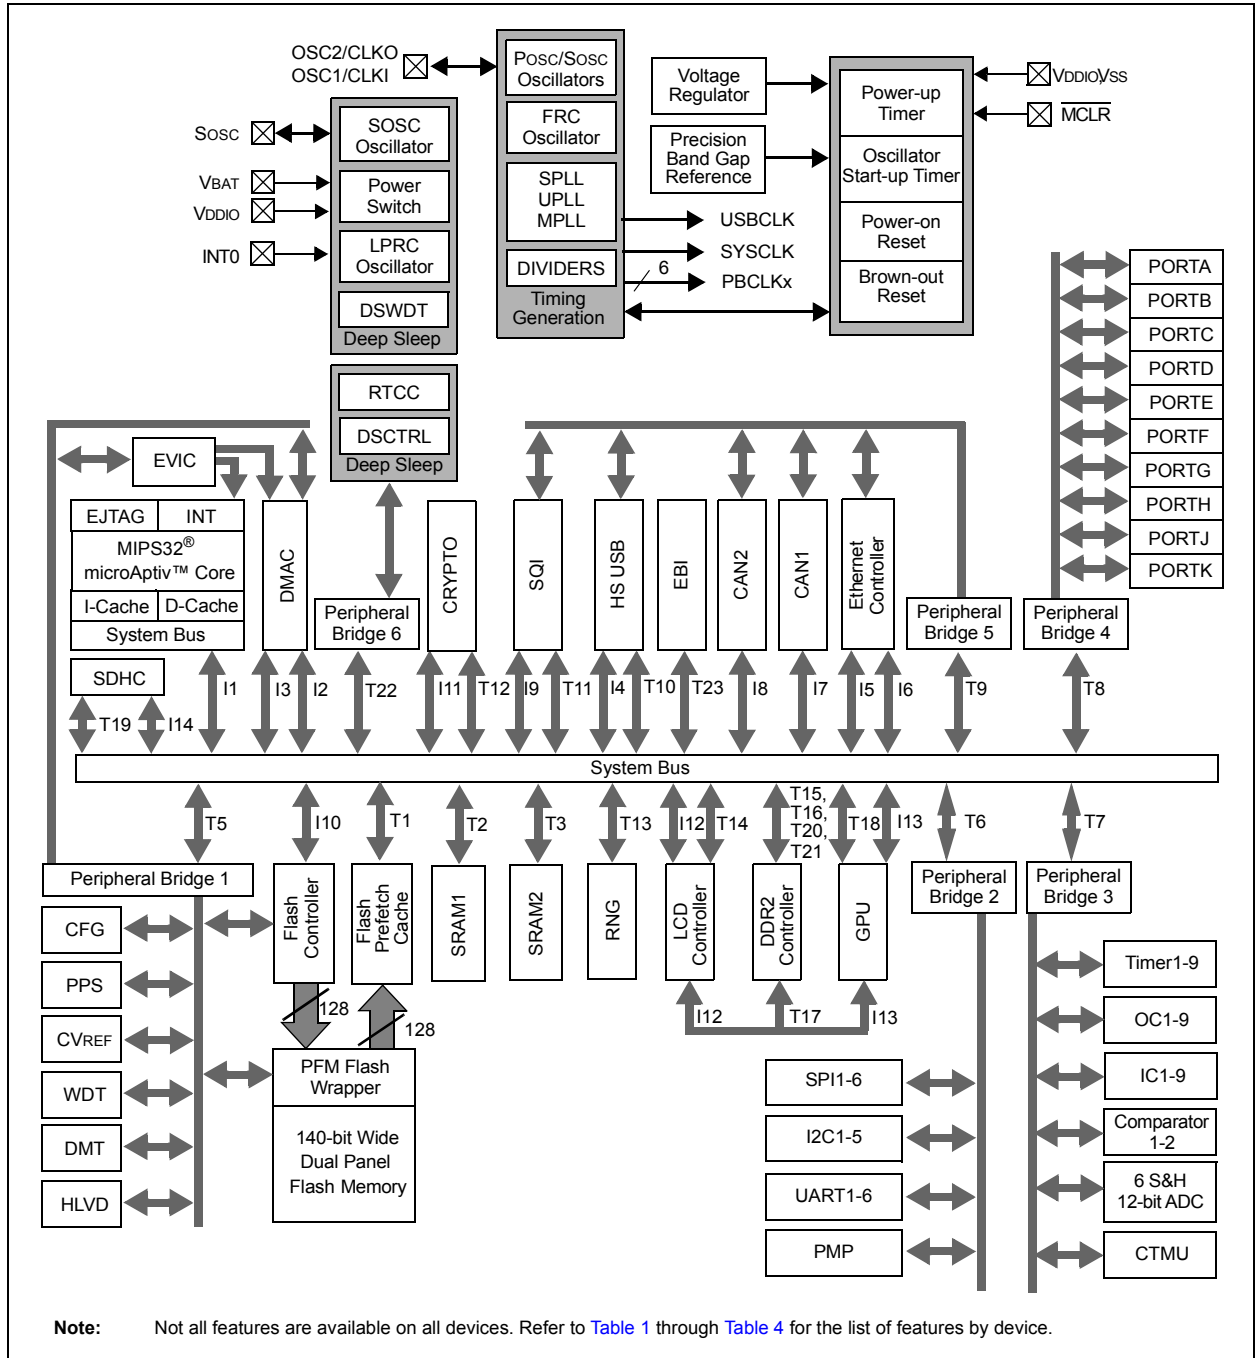 OSC2/CLKO
OSC1/CLKI
POSC/SOSC
Oscillators
FRC
Oscillator
SPLL
UPLL
MPLL
DIVIDERS
Timing
Generation
Voltage
Regulator
Precision
Band Gap
Reference
Power-up
Timer
Oscillator
Start-up Timer
Power-on
Reset
Brown-out
Reset
VDDIO,VSS
MCLR
SOSC
VBAT
VDDIO
INT0
SOSC
Oscillator
Power
Switch
LPRC
Oscillator
DSWDT
Deep Sleep
USBCLK
SYSCLK
6
PBCLKx
RTCC
DSCTRL
Deep Sleep
PORTA
PORTB
PORTC
PORTD
PORTE
PORTF
PORTG
PORTH
PORTJ
PORTK
EVIC
EJTAG
INT
MIPS32®
microAptiv™ Core
I-Cache
D-Cache
System Bus
SDHC
DMAC
Peripheral
Bridge 6
CRYPTO
SQI
HS USB
EBI
CAN2
CAN1
Ethernet
Controller
Peripheral
Bridge 5
Peripheral
Bridge 4
T19
I14
I1
I3
I2
T22
I11
T12
I9
T11
I4
T10
T23
I8
I7
I5
I6
T9
T8
System Bus
T5
I10
T1
T2
T3
T13
I12
T14
T15,
T16,
T20,
T21
T18
I13
T6
T7
Peripheral Bridge 1
Flash
Controller
Flash
Prefetch
Cache
SRAM1
SRAM2
RNG
LCD
Controller
DDR2
Controller
GPU
Peripheral
Bridge 2
Peripheral
Bridge 3
CFG
PPS
CVREF
WDT
DMT
HLVD
128
128
PFM Flash
Wrapper
140-bit Wide
Dual Panel
Flash Memory
I12
T17
I13
SPI1-6
I2C1-5
UART1-6
PMP
Timer1-9
OC1-9
IC1-9
Comparator
1-2
6 S&H
12-bit ADC
CTMU
Note: Not all features are available on all devices. Refer to Table 1 through Table 4 for the list of features by device.